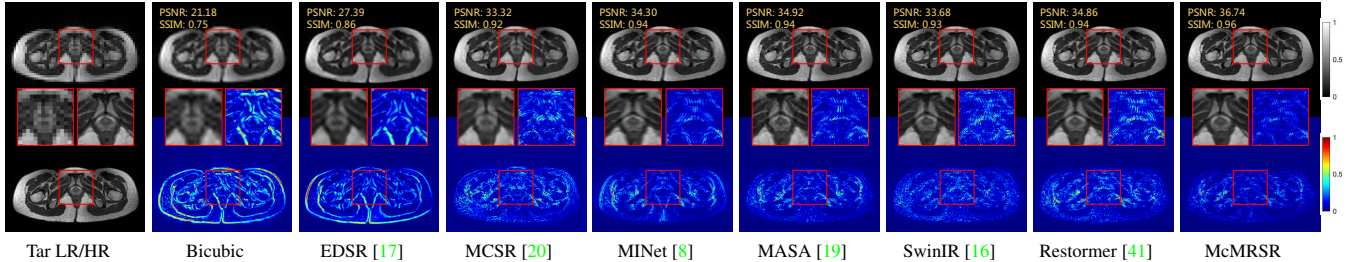 PSNR: 21.18
SSIM: 0.75
PSNR: 27.39
SSIM: 0.86
PSNR: 33.32
SSIM: 0.92
PSNR: 34.30
SSIM: 0.94
PSNR: 34.92
SSIM: 0.94
PSNR: 33.68
SSIM: 0.93
PSNR: 34.86
SSIM: 0.94
PSNR: 36.74
SSIM: 0.96
1
0.5
0
1
0.5
0
Tar LR/HR
Bicubic
EDSR [17]
MCSR [20]
MINet [8]
MASA [19]
SwinIR [16]
Restormer [41]
McMRSR